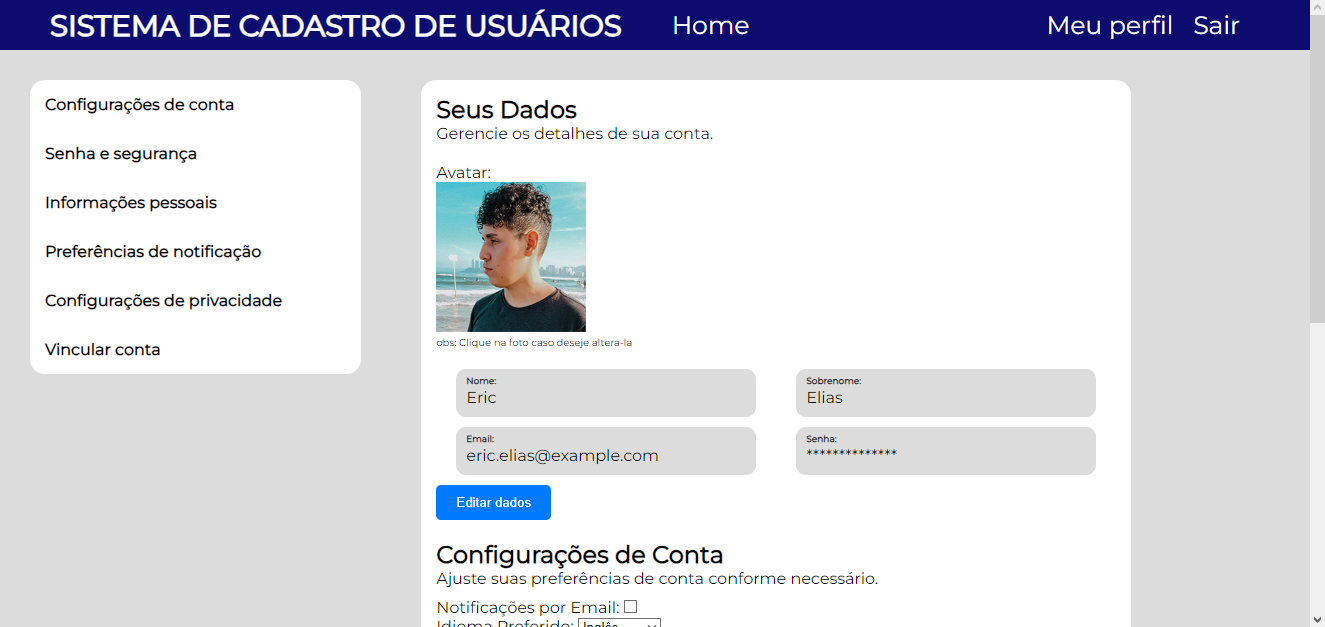 SISTEMA DE CADASTRO DE USUÁRIOS Home Meu perfil Sair
Configurações de conta
Senha e segurança
Informações pessoais
Preferências de notificação
Configurações de privacidade
Vincular conta
Seus Dados
Gerencie os detalhes de sua conta.
Avatar:
obs: Clique na foto caso deseje altera-la
Nome:
Eric
Sobrenome:
Elias
Email:
eric.elias@example.com
Senha:
**************
Editar dados
Configurações de Conta
Ajuste suas preferências de conta conforme necessário.
Notificações por Email:
Idioma Preferido: Inglês